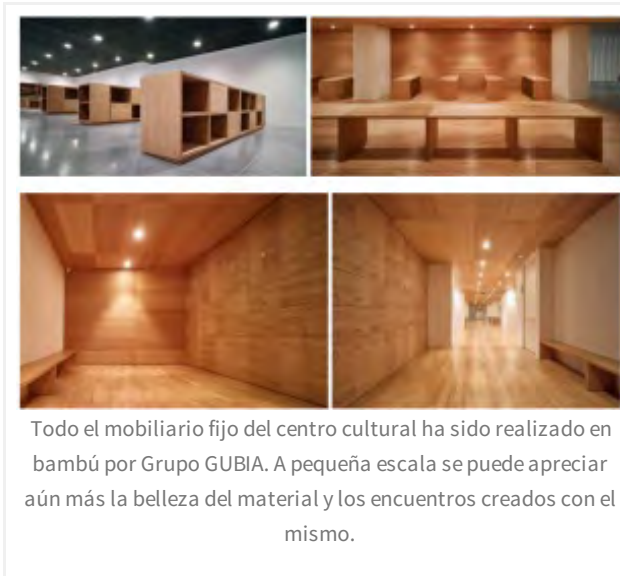 Todo el mobiliario fijo del centro cultural ha sido realizado en
bambú por Grupo GUBIA. A pequeña escala se puede apreciar
aún más la belleza del material y los encuentros creados con el
mismo.